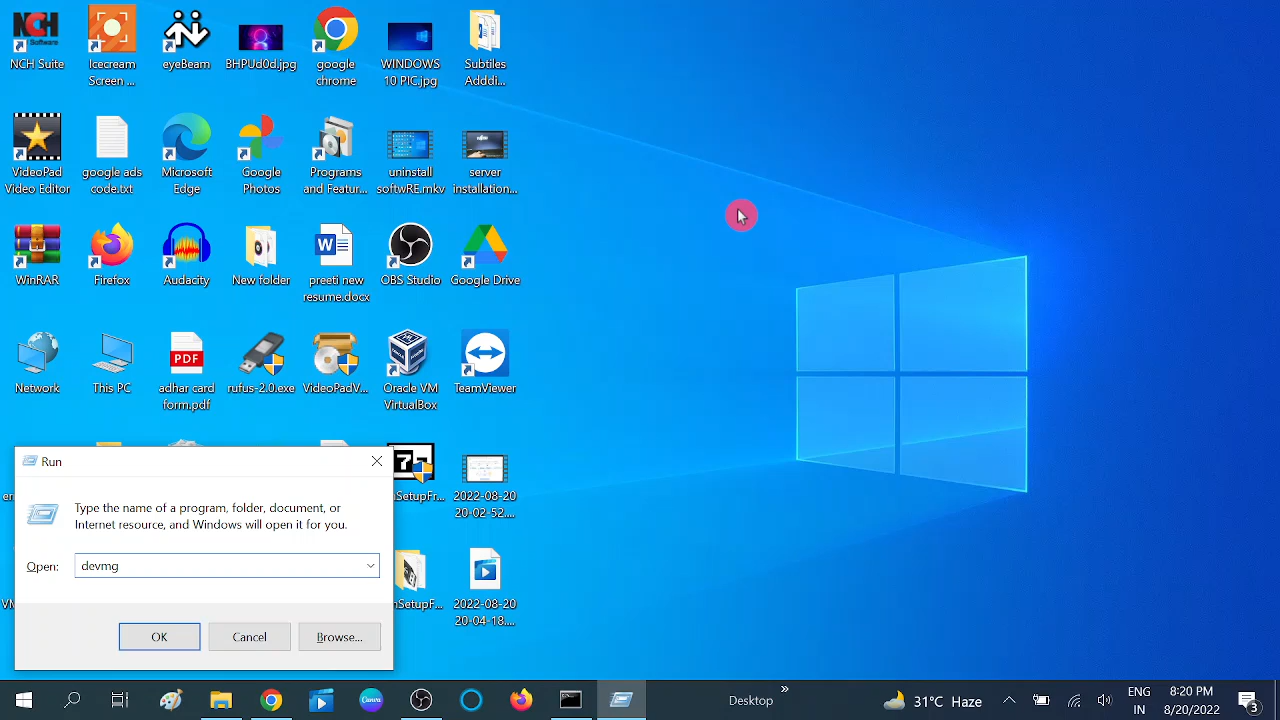 NCH Suite
Icecream
Screen ...
eyeBeam
BHPUd0d.jpg
google
chrome
WINDOWS
10 PIC.jpg
Subtiles
Adddi...
VideoPad
Video Editor
google ads
code.txt
Microsoft
Edge
Google
Photos
Programs
and Featur...
uninstall
softwRE.mkv
server
installation...
WinRAR
Firefox
Audacity
New folder
preeti new
resume.docx
OBS Studio
Google Drive
Network
This PC
PDF
adhar card
form.pdf
rufus-2.0.exe
VideoPadV...
Oracle VM
VirtualBox
TeamViewer
2022-08-20
20-02-52....
2022-08-20
20-04-18....
Run
Type the name of a program, folder, document, or
Internet resource, and Windows will open it for you.
Open:
devmg
OK
Cancel
Browse...
Canva
Desktop
31°C Haze
ENG
IN
8:20 PM
8/20/2022
3